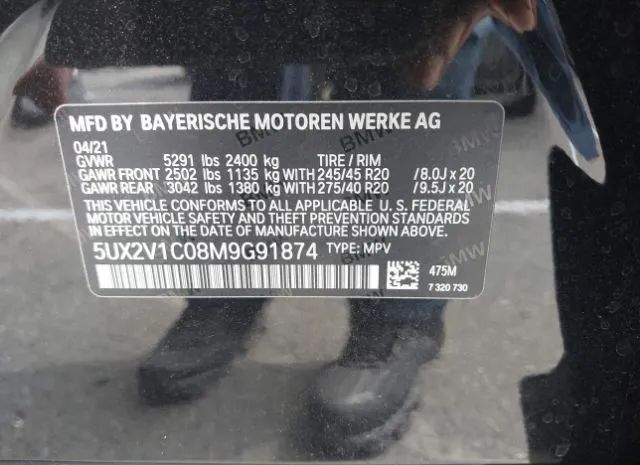 MFD BY BAYERISCHE MOTOREN WERKE AG
04/21
GVWR 5291 lbs 2400 kg TIRE / RIM
GAWR FRONT 2502 lbs 1135 kg WITH 245/45 R20 /8.0J x 20
GAWR REAR 3042 lbs 1380 kg WITH 275/40 R20 /9.5J x 20
THIS VEHICLE CONFORMS TO ALL APPLICABLE U. S. FEDERAL
MOTOR VEHICLE SAFETY STANDARDS IN EFFECT
ON THE DATE OF MANUFACTURE SHOWN ABOVE.
5UX2V1C08M9G91874 TYPE: MPV
475M
7 320 730